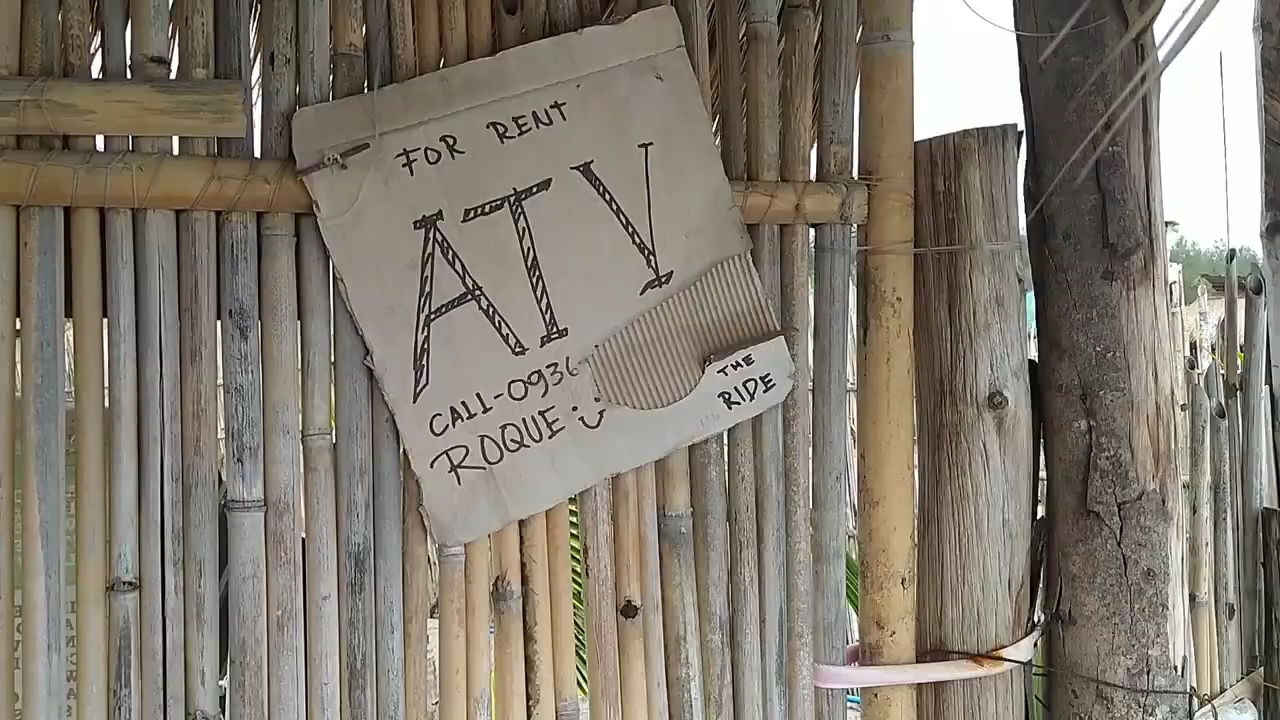 FOR RENT
ATV
CALL-0936
ROQUE
THE
RIDE